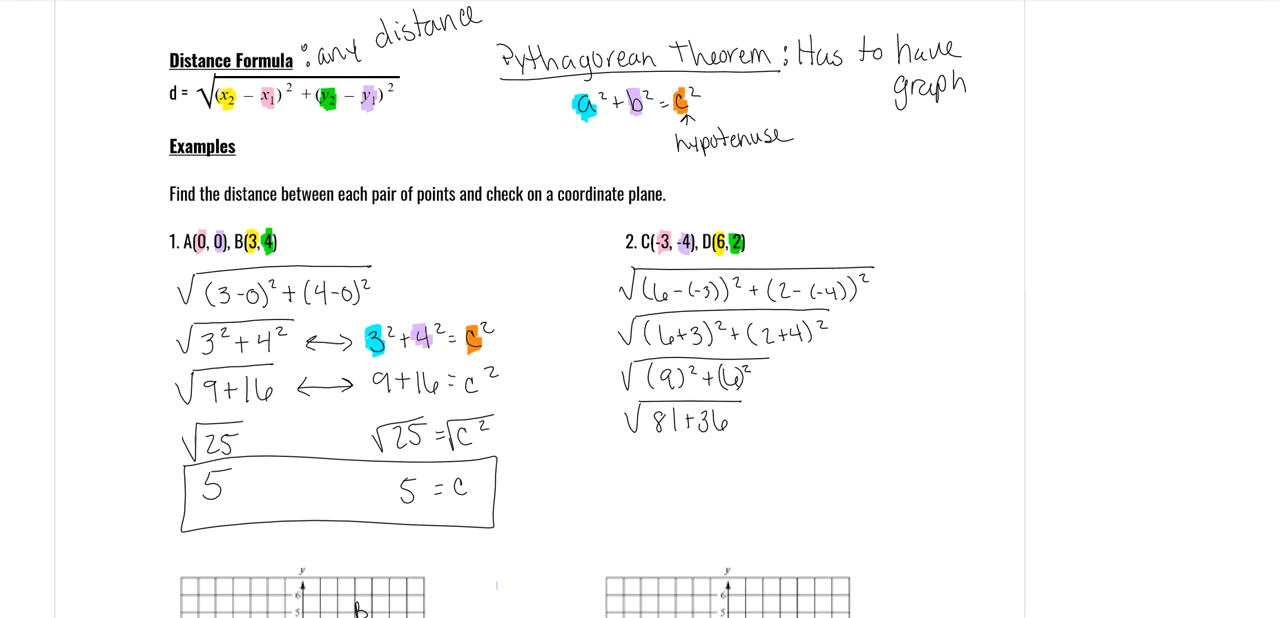 Distance Formula : any distance
d = √(x₂ − x₁)² + (y₂ − y₁)²
Pythagorean Theorem : Has to have graph
a² + b² = c²
↑
hypotenuse
Examples
Find the distance between each pair of points and check on a coordinate plane.
1. A(0, 0), B(3, 4)
√(3-0)² + (4-0)²
√3² + 4² ↔ 3² + 4² = c²
√9+16 ↔ 9+16 = c²
√25 √25 = √c²
5 5 = c
2. C(-3, -4), D(6, 2)
√(6-(-3))² + (2-(-4))²
√(6+3)² + (2+4)²
√(9)² + (6)²
√81+36
y
6
5
B
y
6
5